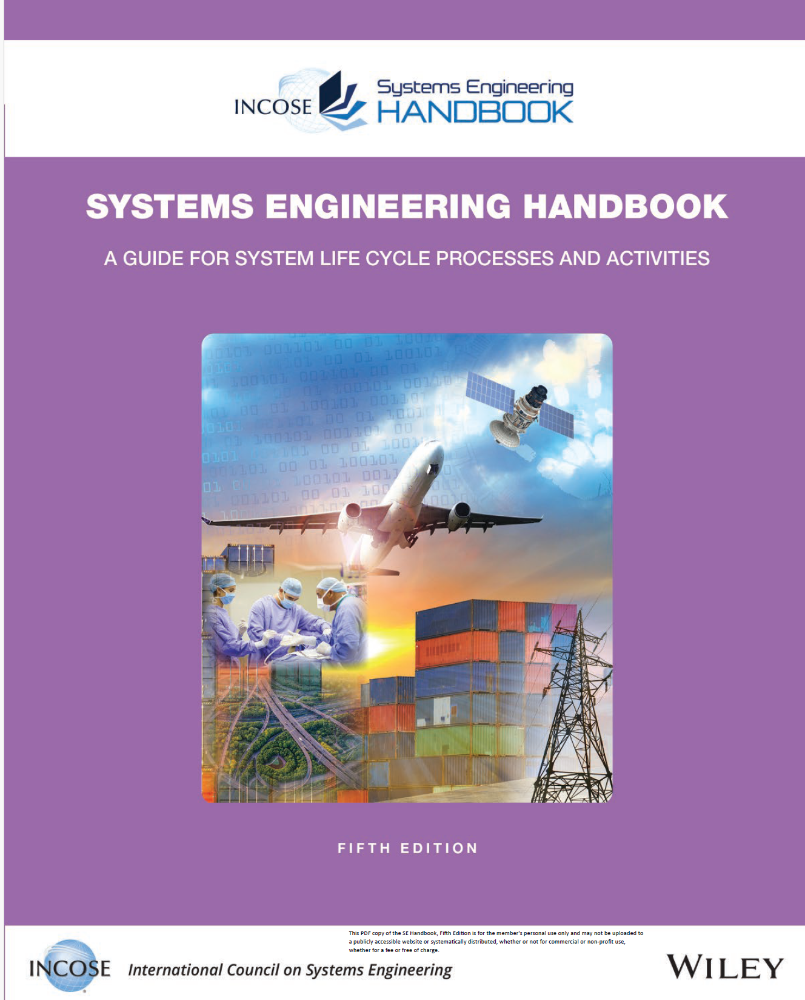 INCOSE
Systems Engineering
HANDBOOK
SYSTEMS ENGINEERING HANDBOOK
A GUIDE FOR SYSTEM LIFE CYCLE PROCESSES AND ACTIVITIES
FIFTH EDITION
This PDF copy of the SE Handbook, Fifth Edition is for the member's personal use only and may not be uploaded to
a publicly accessible website or systematically distributed, whether or not for commercial or non-profit use,
whether for a fee or free of charge.
INCOSE
International Council on Systems Engineering
WILEY